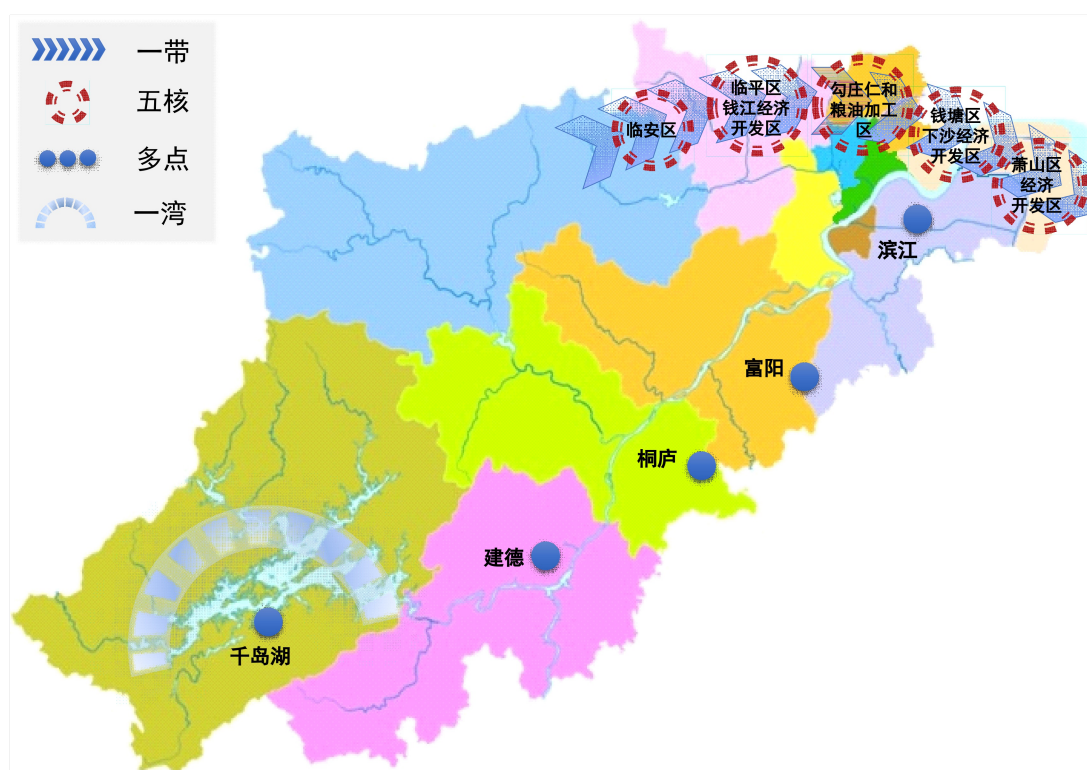 一带
五核
多点
一湾
临安区
临平区
钱江经济
开发区
勾庄仁和
粮油加工
区
钱塘区
下沙经济
开发区
萧山区
经济
开发区
滨江
富阳
桐庐
建德
千岛湖